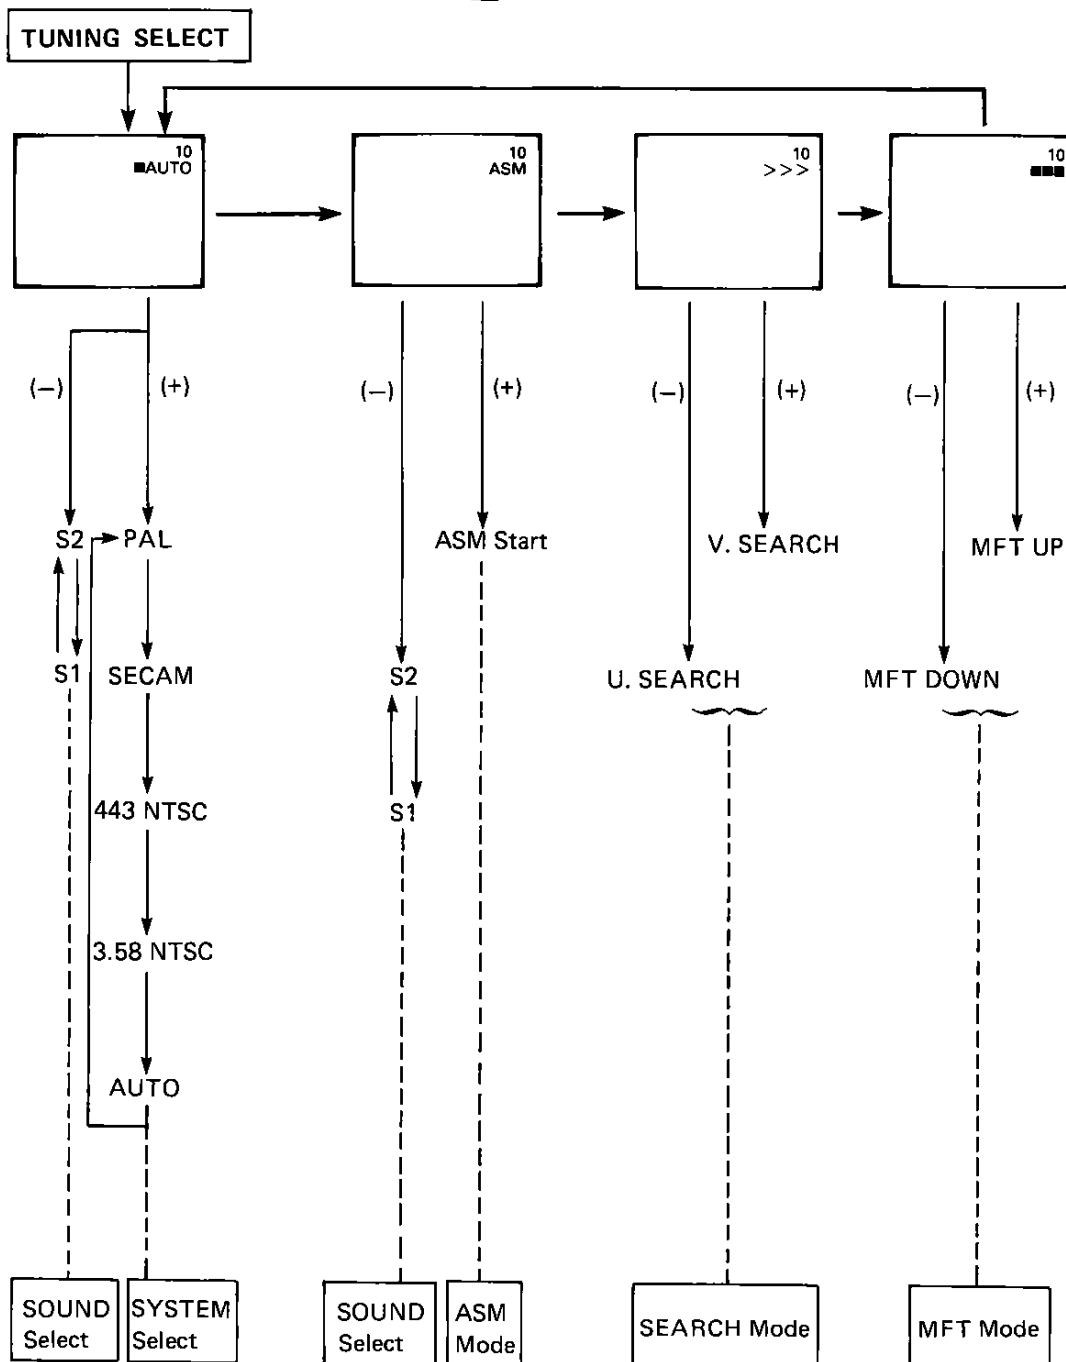 TUNING SELECT
10
■AUTO
10
ASM
10
>>>
10
■■■
(−)
(+)
(−)
(+)
(−)
(+)
(−)
(+)
S2
PAL
ASM Start
V. SEARCH
MFT UP
S1
SECAM
S2
U. SEARCH
MFT DOWN
443 NTSC
S1
3.58 NTSC
AUTO
SOUND
Select
SYSTEM
Select
SOUND
Select
ASM
Mode
SEARCH Mode
MFT Mode